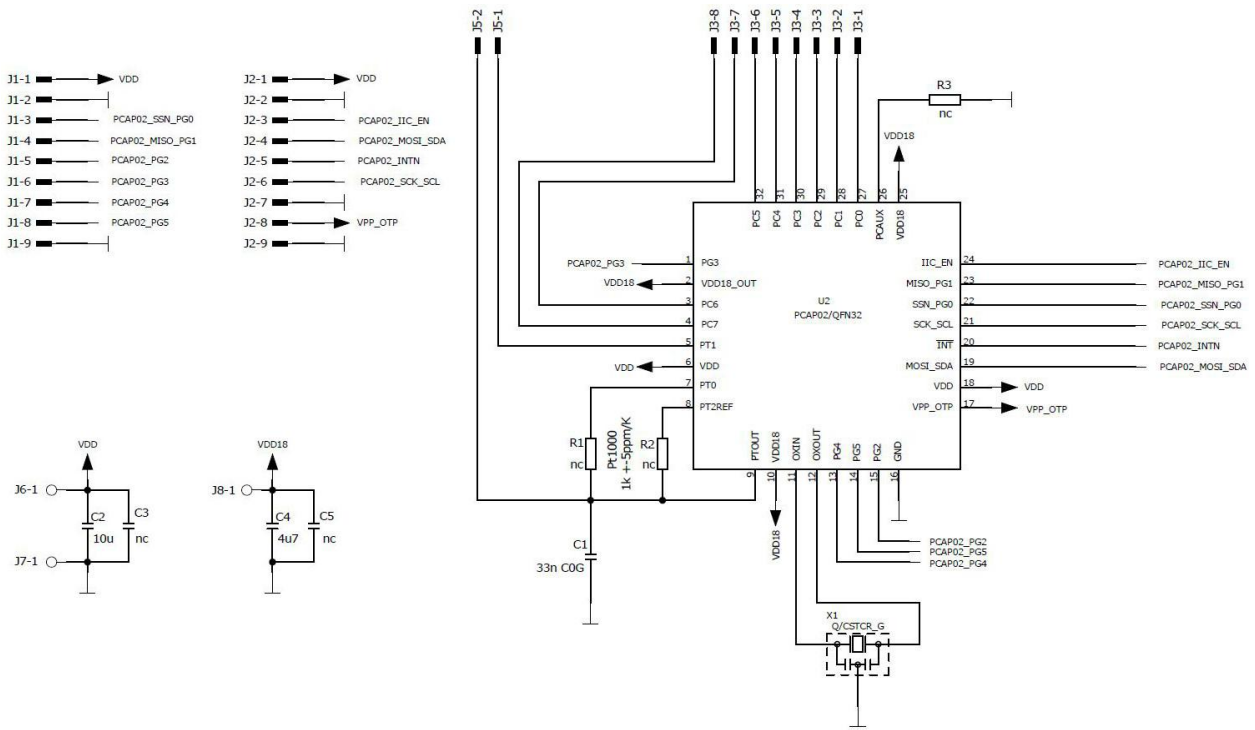 J5-2
J5-1
J3-8
J3-7
J3-6
J3-5
J3-4
J3-3
J3-2
J3-1
J1-1 VDD
J1-2
J1-3 PCAP02_SSN_PG0
J1-4 PCAP02_MISO_PG1
J1-5 PCAP02_PG2
J1-6 PCAP02_PG3
J1-7 PCAP02_PG4
J1-8 PCAP02_PG5
J1-9
J2-1 VDD
J2-2
J2-3 PCAP02_IIC_EN
J2-4 PCAP02_MOSI_SDA
J2-5 PCAP02_INTN
J2-6 PCAP02_SCK_SCL
J2-7
J2-8 VPP_OTP
J2-9
R3
nc
VDD18
32 31 30 29 28 27 26 25
PC5 PC4 PC3 PC2 PC1 PC0 PCAUX VDD18
PCAP02_PG3 1 PG3
VDD18 2 VDD18_OUT
3 PC6
4 PC7
5 PT1
VDD 6 VDD
7 PT0
8 PT2REF
U2
PCAP02/QFN32
IIC_EN 24 PCAP02_IIC_EN
MISO_PG1 23 PCAP02_MISO_PG1
SSN_PG0 22 PCAP02_SSN_PG0
SCK_SCL 21 PCAP02_SCK_SCL
INT 20 PCAP02_INTN
MOSI_SDA 19 PCAP02_MOSI_SDA
VDD 18 VDD
VPP_OTP 17 VPP_OTP
PTOUT VDD18 OXIN OXOUT PG4 PG5 PG2 GND
9 10 11 12 13 14 15 16
R1
nc
Pt1000
1k +-5ppm/K
R2
nc
VDD18
PCAP02_PG2
PCAP02_PG5
PCAP02_PG4
C1
33n C0G
X1
Q/CSTCR_G
VDD
J6-1
C2
10u
C3
nc
J7-1
VDD18
J8-1
C4
4u7
C5
nc